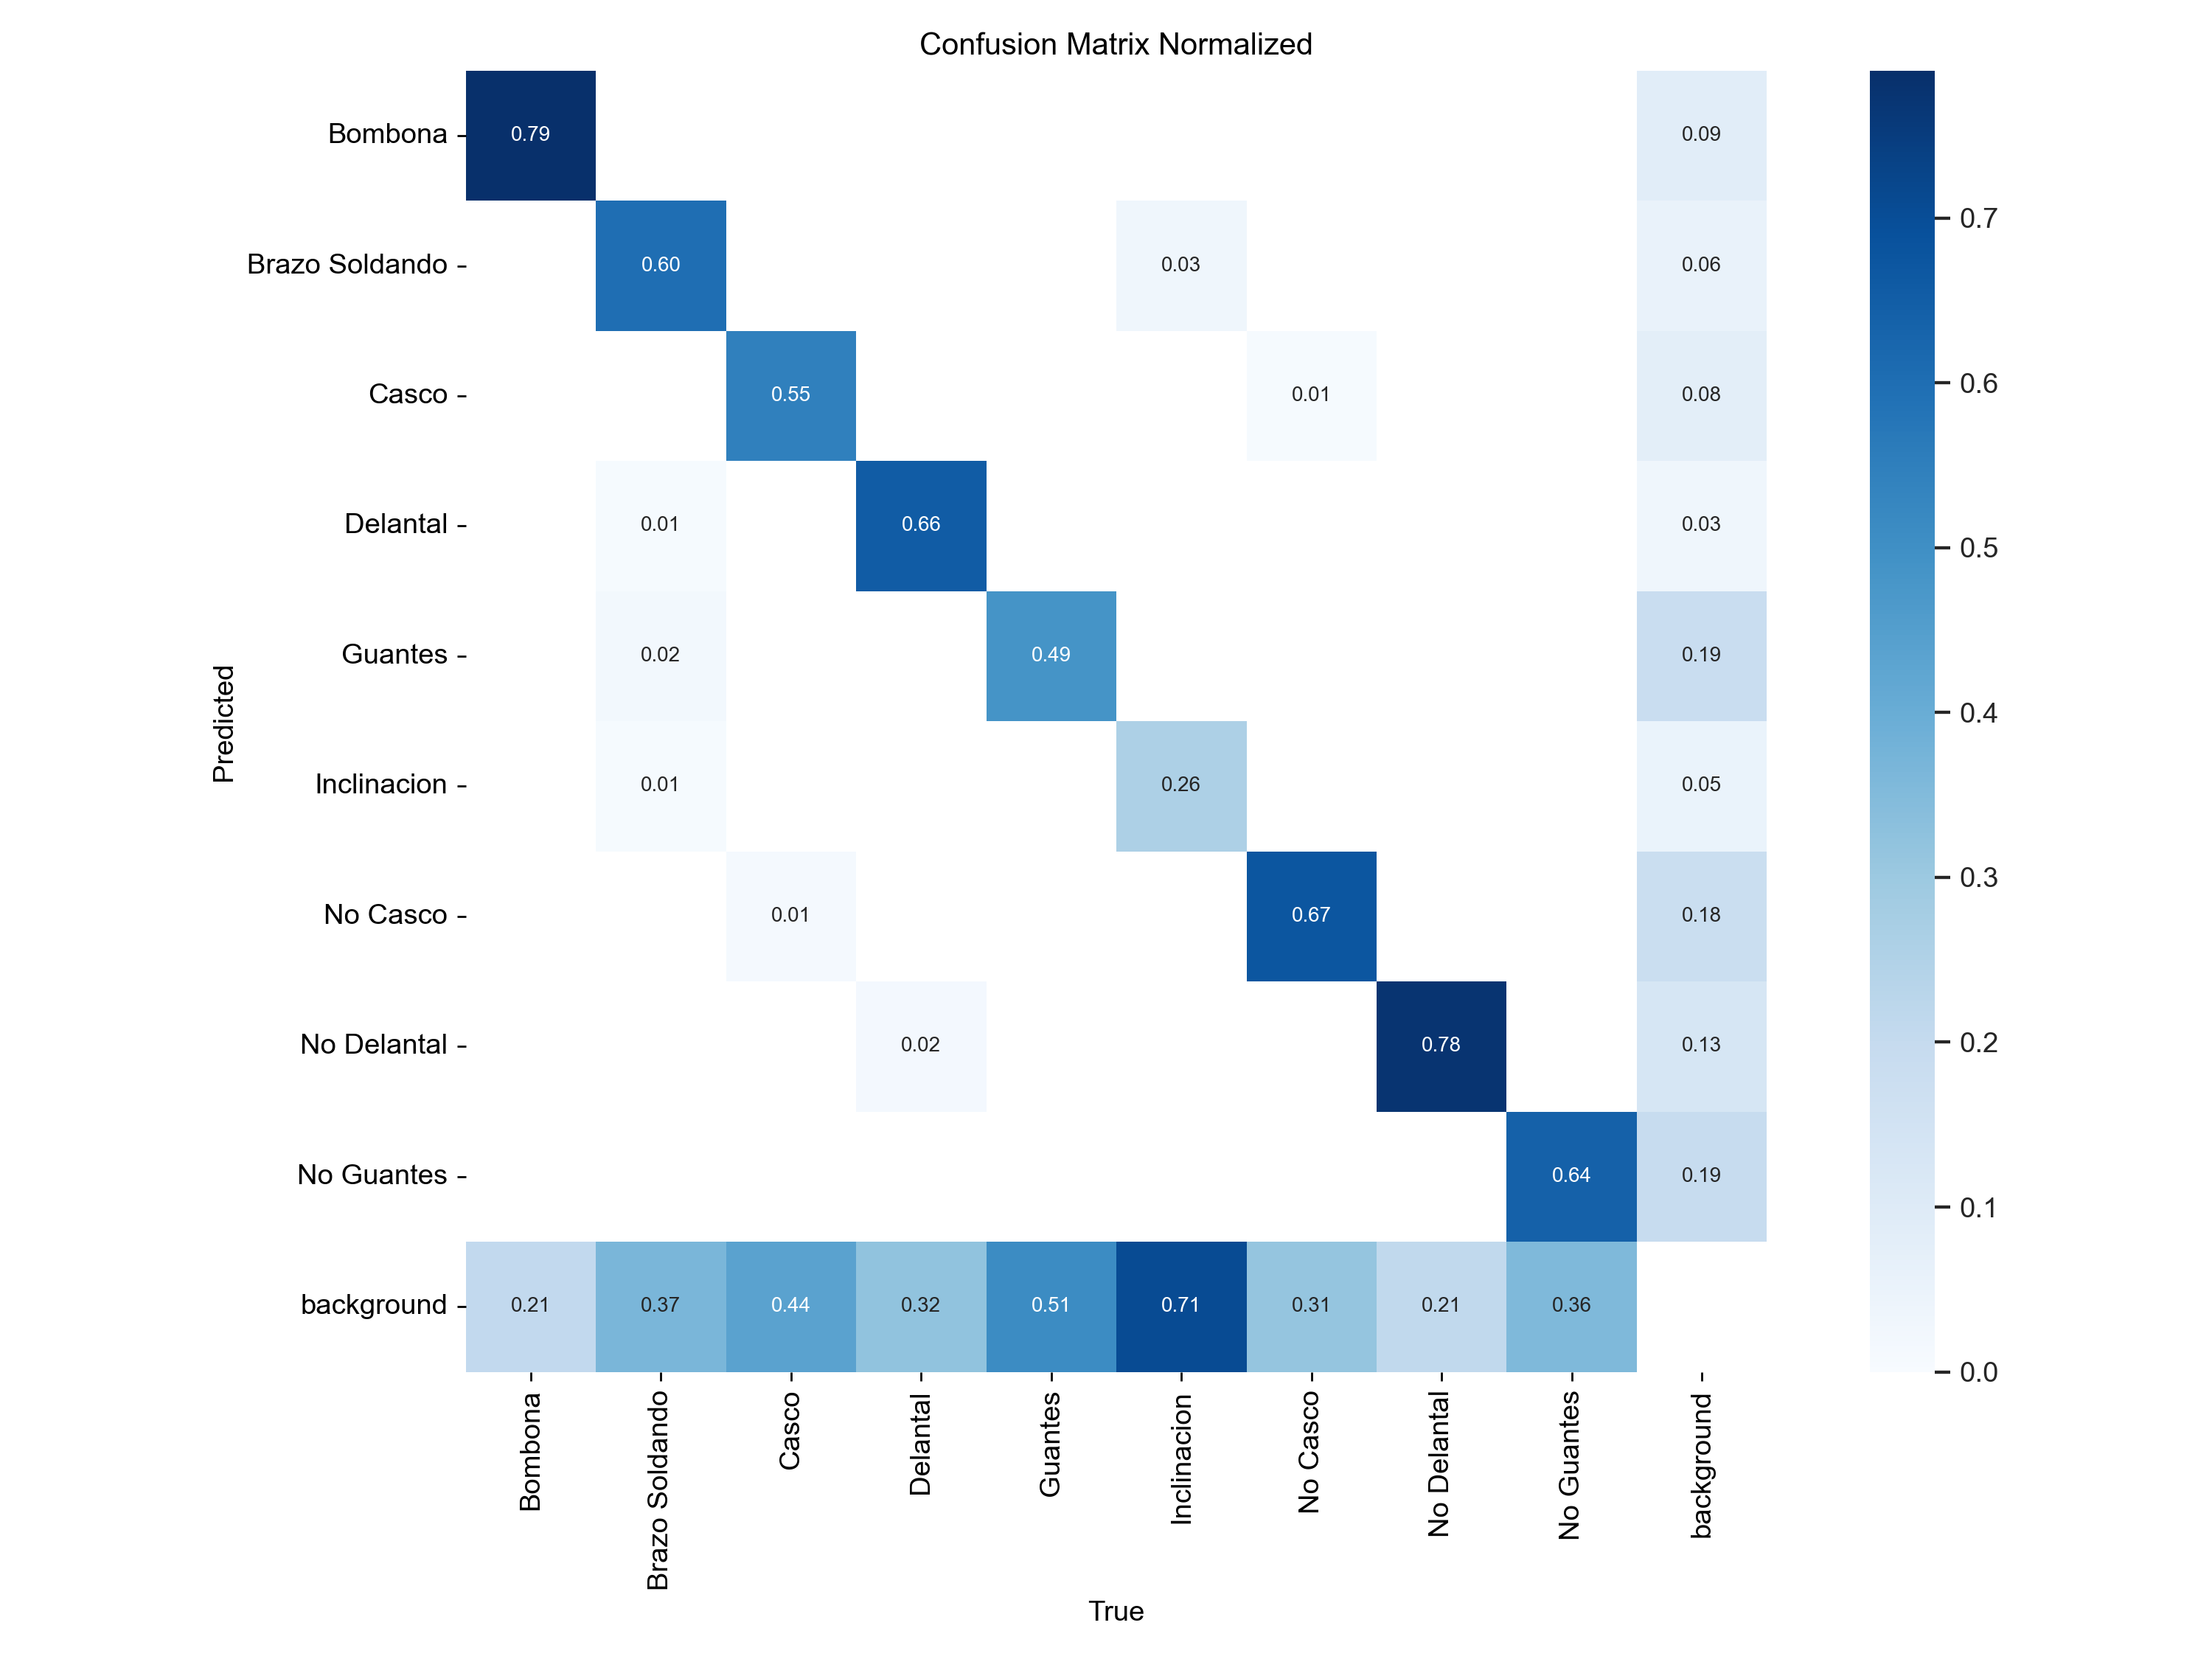 Confusion Matrix Normalized
Bombona
0.79
0.09
Brazo Soldando
0.60
0.03
0.06
Casco
0.55
0.01
0.08
Delantal
0.01
0.66
0.03
Guantes
0.02
0.49
0.19
Inclinacion
0.01
0.26
0.05
No Casco
0.01
0.67
0.18
No Delantal
0.02
0.78
0.13
No Guantes
0.64
0.19
background
0.21
0.37
0.44
0.32
0.51
0.71
0.31
0.21
0.36
Predicted
Bombona
Brazo Soldando
Casco
Delantal
Guantes
Inclinacion
No Casco
No Delantal
No Guantes
background
True
0.7
0.6
0.5
0.4
0.3
0.2
0.1
0.0